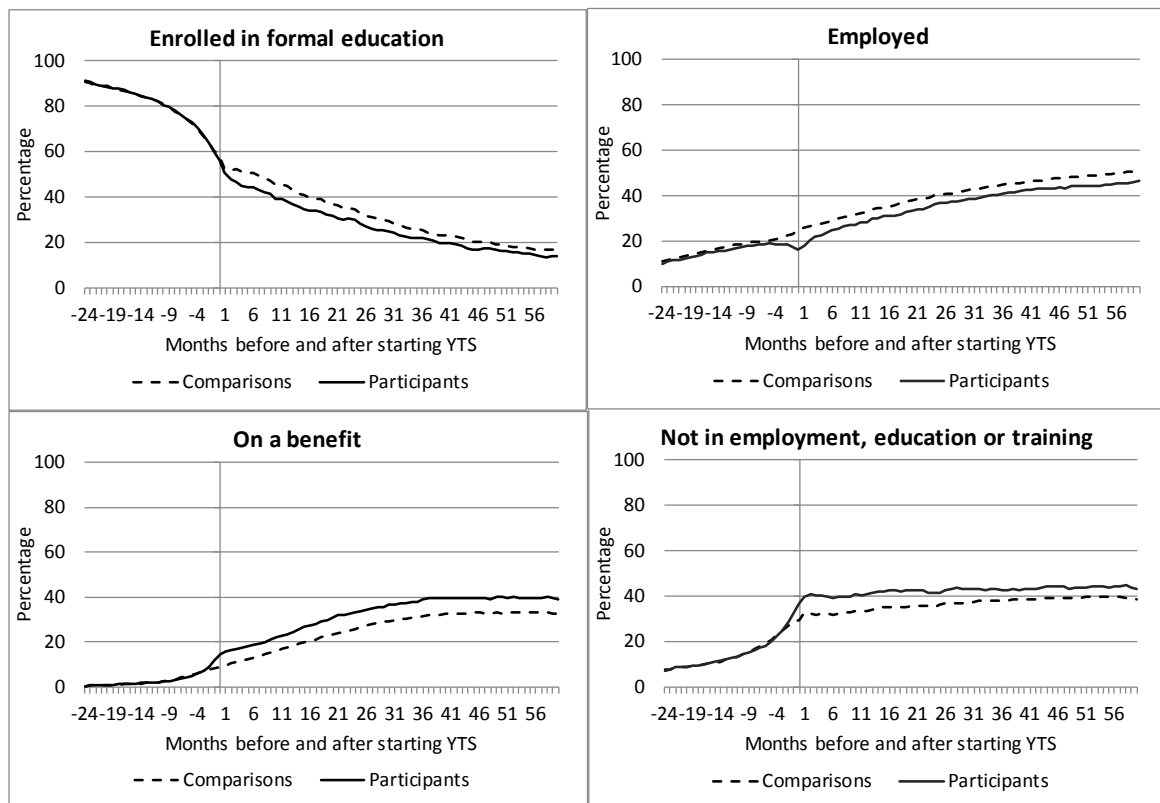 Enrolled in formal education
100
80
60
40
20
0
Percentage
-24 -19 -14 -9 -4 1 6 11 16 21 26 31 36 41 46 51 56
Months before and after starting YTS
Comparisons Participants
Employed
100
80
60
40
20
0
Percentage
-24 -19 -14 -9 -4 1 6 11 16 21 26 31 36 41 46 51 56
Months before and after starting YTS
Comparisons Participants
On a benefit
100
80
60
40
20
0
Percentage
-24 -19 -14 -9 -4 1 6 11 16 21 26 31 36 41 46 51 56
Months before and after starting YTS
Comparisons Participants
Not in employment, education or training
100
80
60
40
20
0
Percentage
-24 -19 -14 -9 -4 1 6 11 16 21 26 31 36 41 46 51 56
Months before and after starting YTS
Comparisons Participants